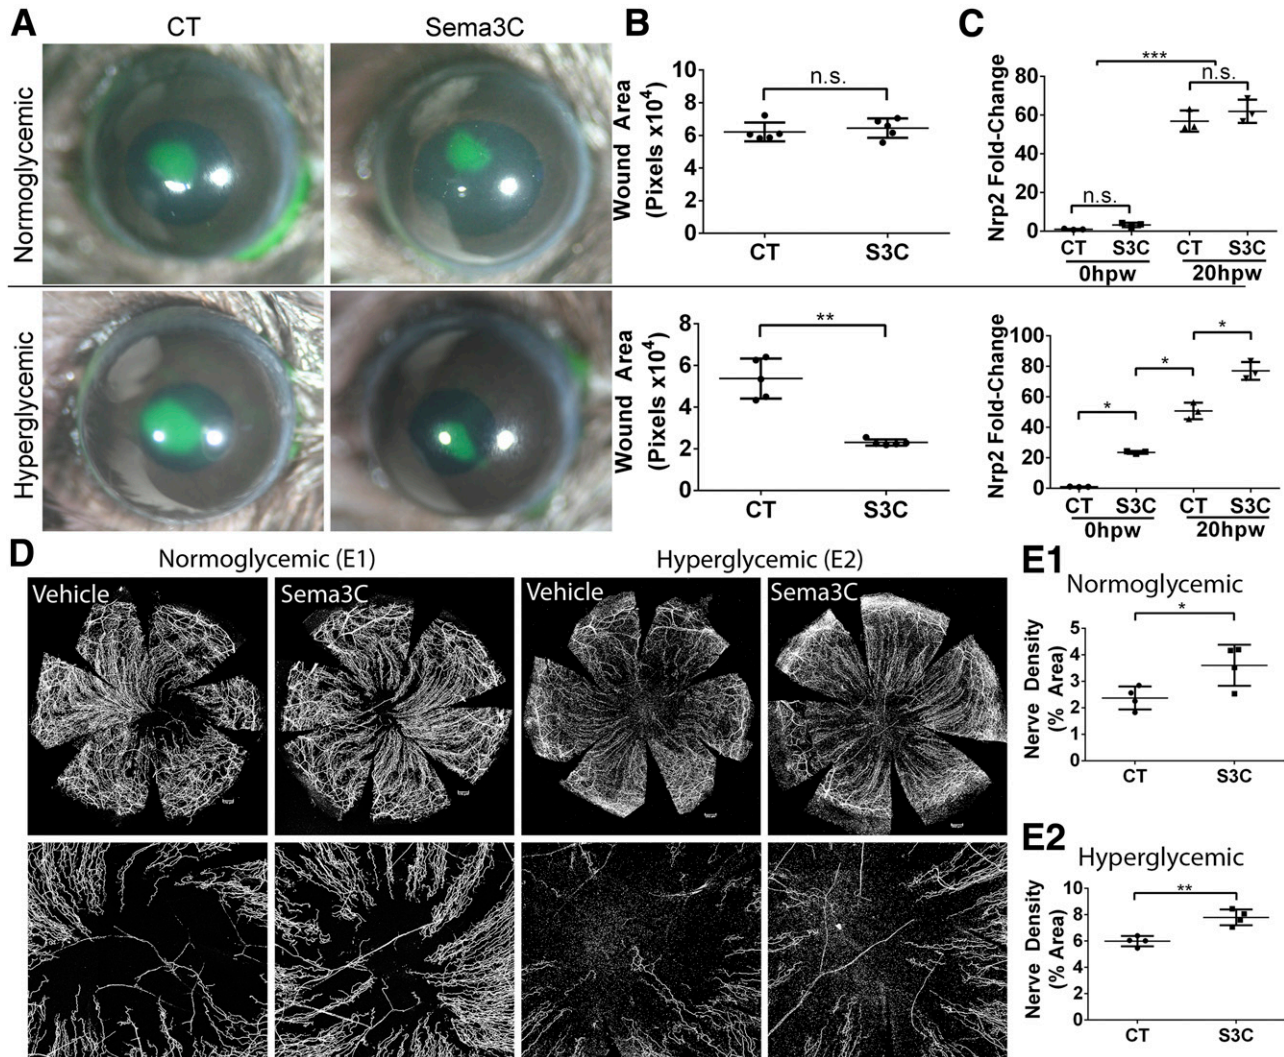 A
CT
Sema3C
Normoglycemic
Hyperglycemic
B
Wound Area
(Pixels x10⁴)
10
8
6
4
2
0
n.s.
CT
S3C
Wound Area
(Pixels x10⁴)
8
6
4
2
0
**
CT
S3C
C
Nrp2 Fold-Change
80
60
40
20
0
***
n.s.
n.s.
CT S3C CT S3C
0hpw 20hpw
Nrp2 Fold-Change
100
80
60
40
20
0
*
*
*
CT S3C CT S3C
0hpw 20hpw
D
Normoglycemic (E1)
Hyperglycemic (E2)
Vehicle
Sema3C
Vehicle
Sema3C
E1
Normoglycemic
Nerve Density
(% Area)
5
4
3
2
1
0
*
CT
S3C
E2
Hyperglycemic
Nerve Density
(% Area)
10
8
6
4
2
0
**
CT
S3C